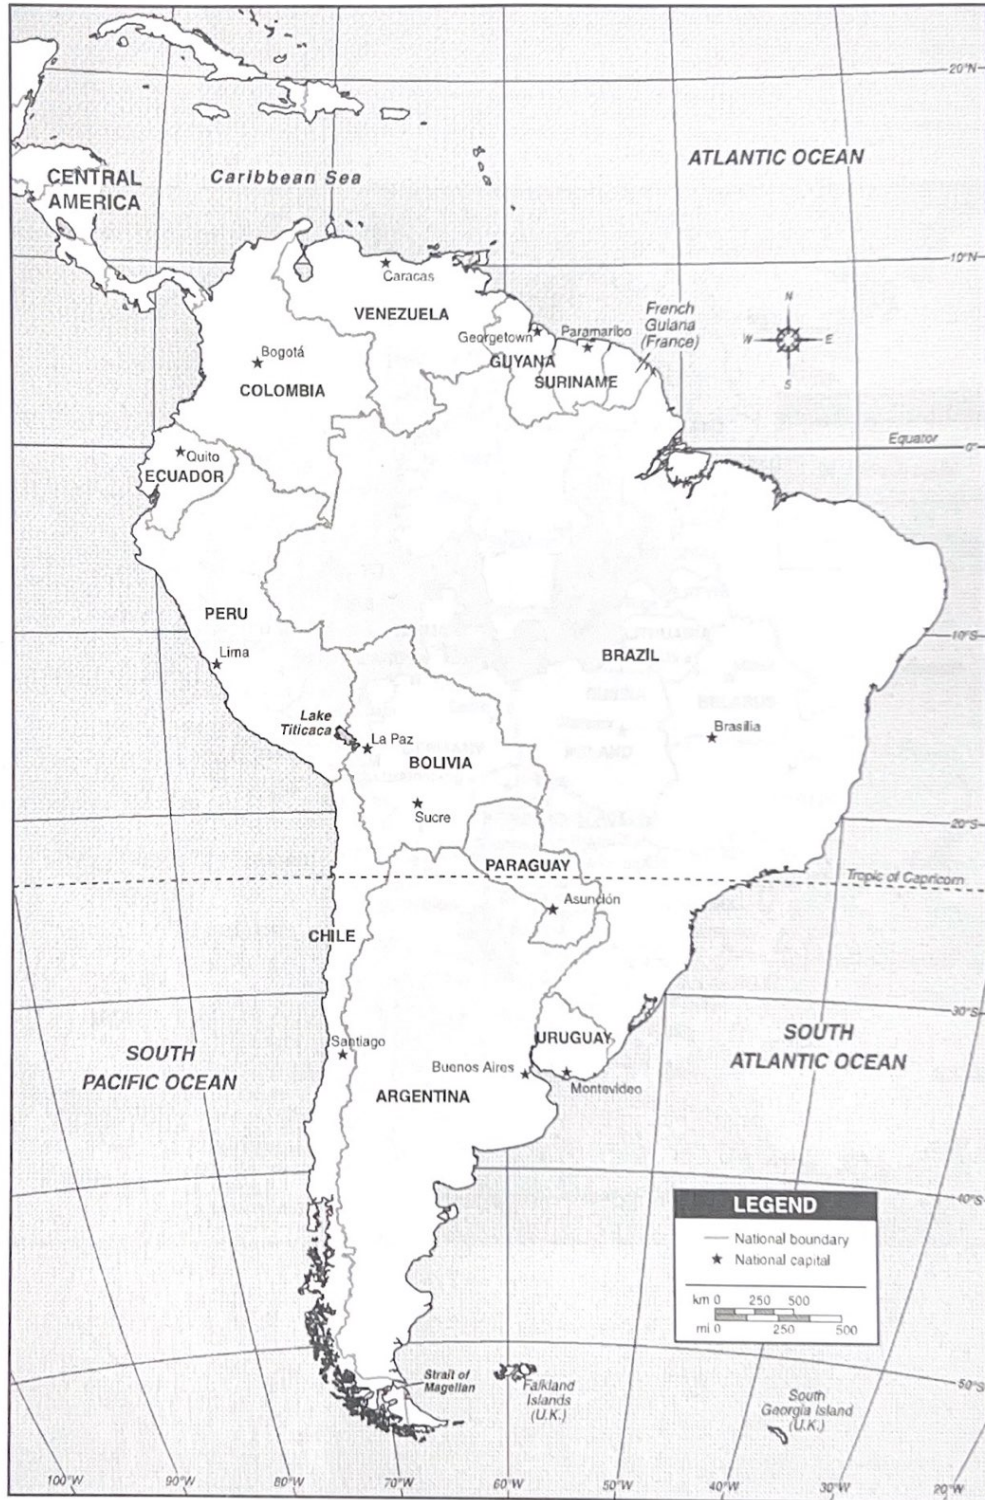 20°N
ATLANTIC OCEAN
CENTRAL
AMERICA
Caribbean Sea
10°N
Caracas
VENEZUELA
French
Guiana
(France)
N
W
E
S
Georgetown
Paramaribo
GUYANA
SURINAME
Bogotá
COLOMBIA
Equator
0°
Quito
ECUADOR
PERU
Lima
10°S
BRAZIL
Lake
Titicaca
La Paz
BOLIVIA
Brasília
Sucre
20°S
PARAGUAY
Tropic of Capricorn
Asunción
CHILE
30°S
SOUTH
PACIFIC OCEAN
Santiago
URUGUAY
SOUTH
ATLANTIC OCEAN
Buenos Aires
Montevideo
ARGENTINA
40°S
LEGEND
National boundary
National capital
km 0 250 500
mi 0 250 500
Strait of
Magellan
Falkland
Islands
(U.K.)
South
Georgia Island
(U.K.)
50°S
100°W 90°W 80°W 70°W 60°W 50°W 40°W 30°W 20°W